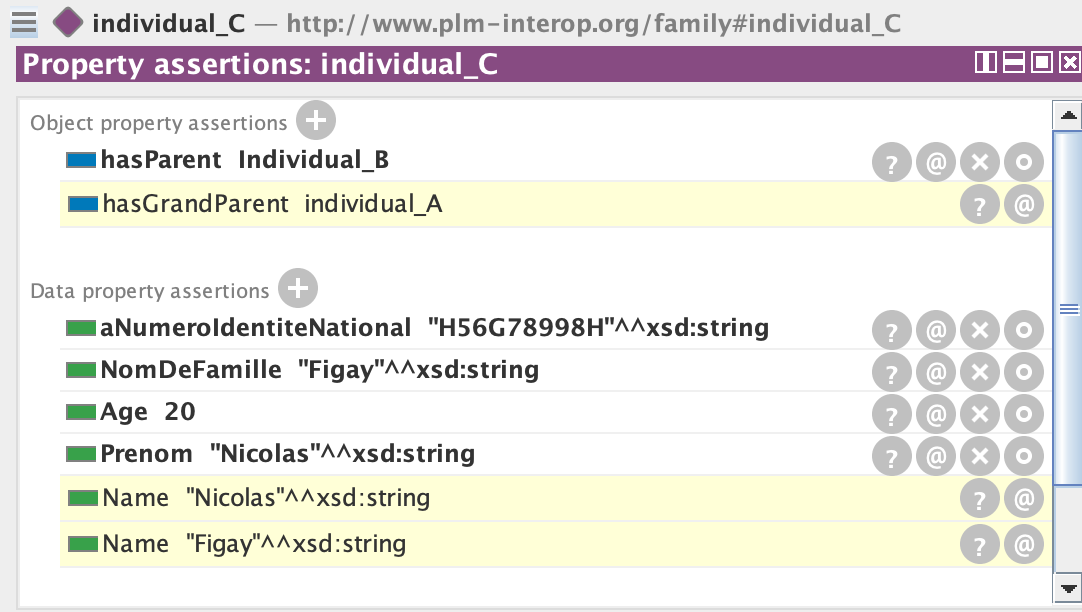 individual_C — http://www.plm-interop.org/family#individual_C
Property assertions: individual_C
Object property assertions
hasParent Individual_B ? @
hasGrandParent individual_A ? @
Data property assertions
aNumeroIdentiteNational "H56G78998H"^^xsd:string ? @
NomDeFamille "Figay"^^xsd:string ? @
Age 20 ? @
Prenom "Nicolas"^^xsd:string ? @
Name "Nicolas"^^xsd:string ? @
Name "Figay"^^xsd:string ? @